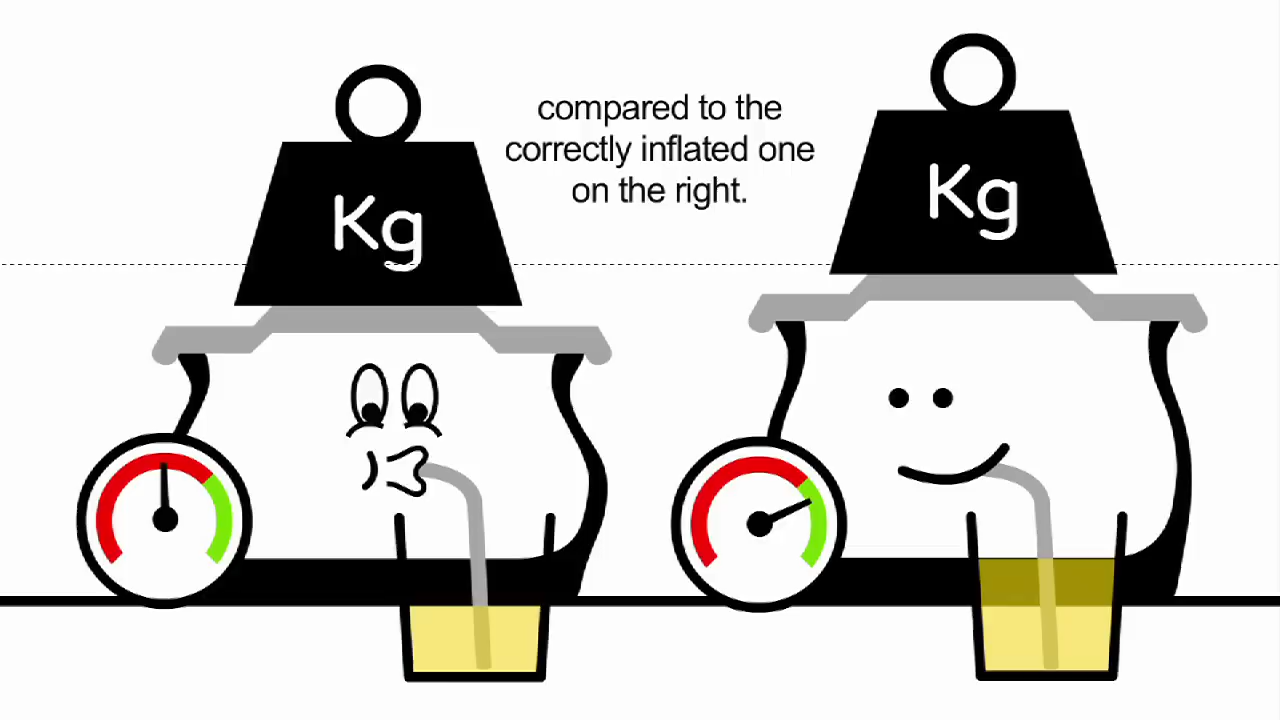 compared to the
correctly inflated one
on the right.
Kg
Kg